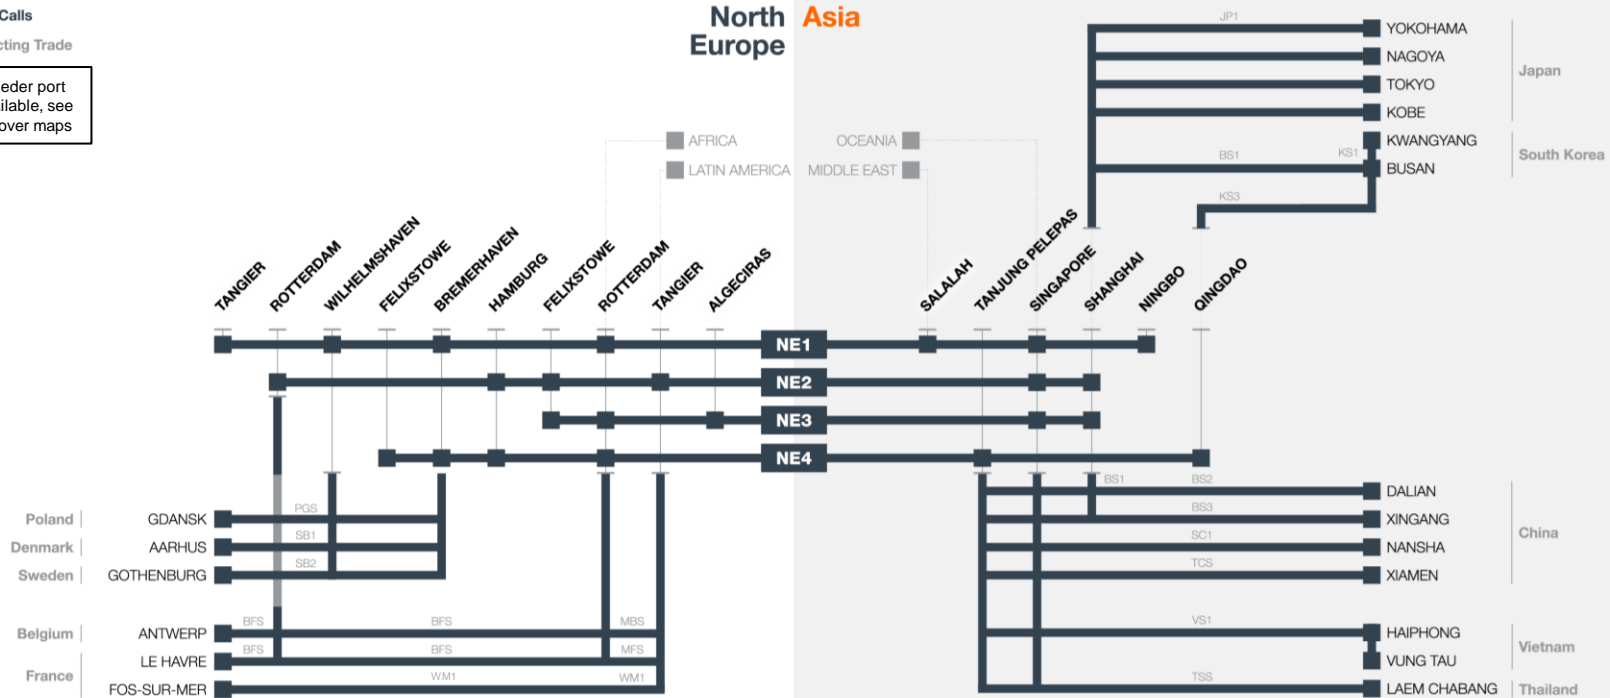 Calls
cting Trade
eder port
ilable, see
over maps
North
Europe
Asia
JP1
YOKOHAMA
NAGOYA
TOKYO
KOBE
Japan
AFRICA
LATIN AMERICA
OCEANIA
MIDDLE EAST
KWANGYANG
KS1
BS1
BUSAN
South Korea
KS3
TANGIER
ROTTERDAM
WILHELMSHAVEN
FELIXSTOWE
BREMERHAVEN
HAMBURG
FELIXSTOWE
ROTTERDAM
TANGIER
ALGECIRAS
SALALAH
TANJUNG PELEPAS
SINGAPORE
SHANGHAI
NINGBO
QINGDAO
NE1
NE2
NE3
NE4
Poland
GDANSK
PGS
Denmark
AARHUS
SB1
Sweden
GOTHENBURG
SB2
Belgium
ANTWERP
BFS
BFS
MBS
France
LE HAVRE
BFS
BFS
MFS
FOS-SUR-MER
WM1
WM1
BS1
BS2
DALIAN
BS3
XINGANG
SC1
NANSHA
TCS
XIAMEN
China
VS1
HAIPHONG
VUNG TAU
Vietnam
TSS
LAEM CHABANG
Thailand